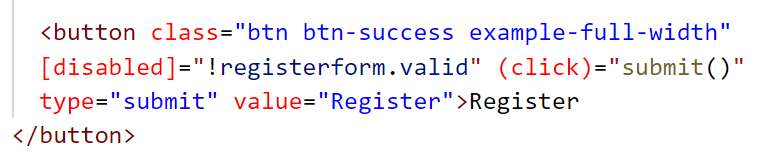 <button class="btn btn-success example-full-width"
[disabled]="!registerform.valid" (click)="submit()"
type="submit" value="Register">Register
</button>